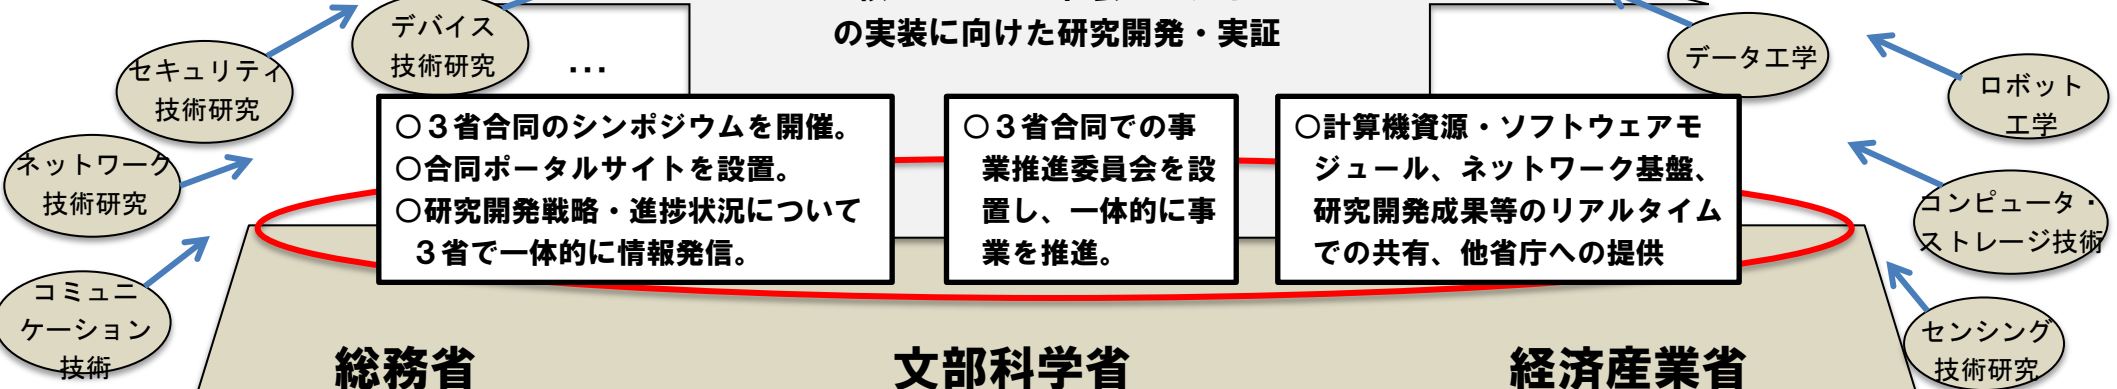 の実装に向けた研究開発・実証
デバイス
技術研究
…
セキュリティ
技術研究
ネットワーク
技術研究
コミュニ
ケーション
技術
データ工学
ロボット
工学
コンピュータ・
ストレージ技術
センシング
技術研究
○３省合同のシンポジウムを開催。
○合同ポータルサイトを設置。
○研究開発戦略・進捗状況について
３省で一体的に情報発信。
○３省合同での事
業推進委員会を設
置し、一体的に事
業を推進。
○計算機資源・ソフトウェアモ
ジュール、ネットワーク基盤、
研究開発成果等のリアルタイム
での共有、他省庁への提供
総務省
文部科学省
経済産業省